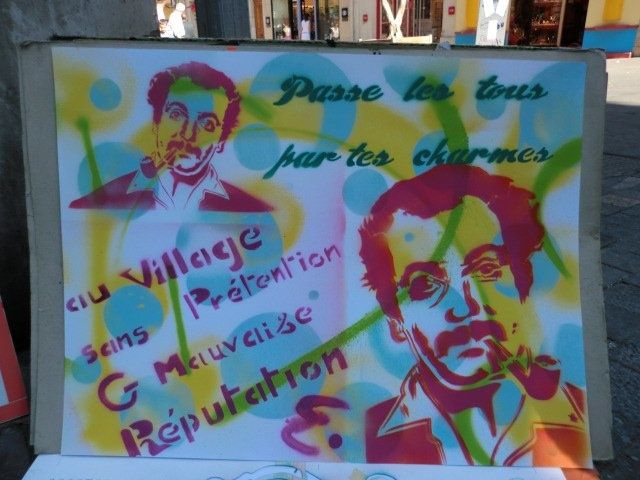 Passe les tous
par tes charmes
au Village
sans Prétention
G Mauvaise
Réputation
E.